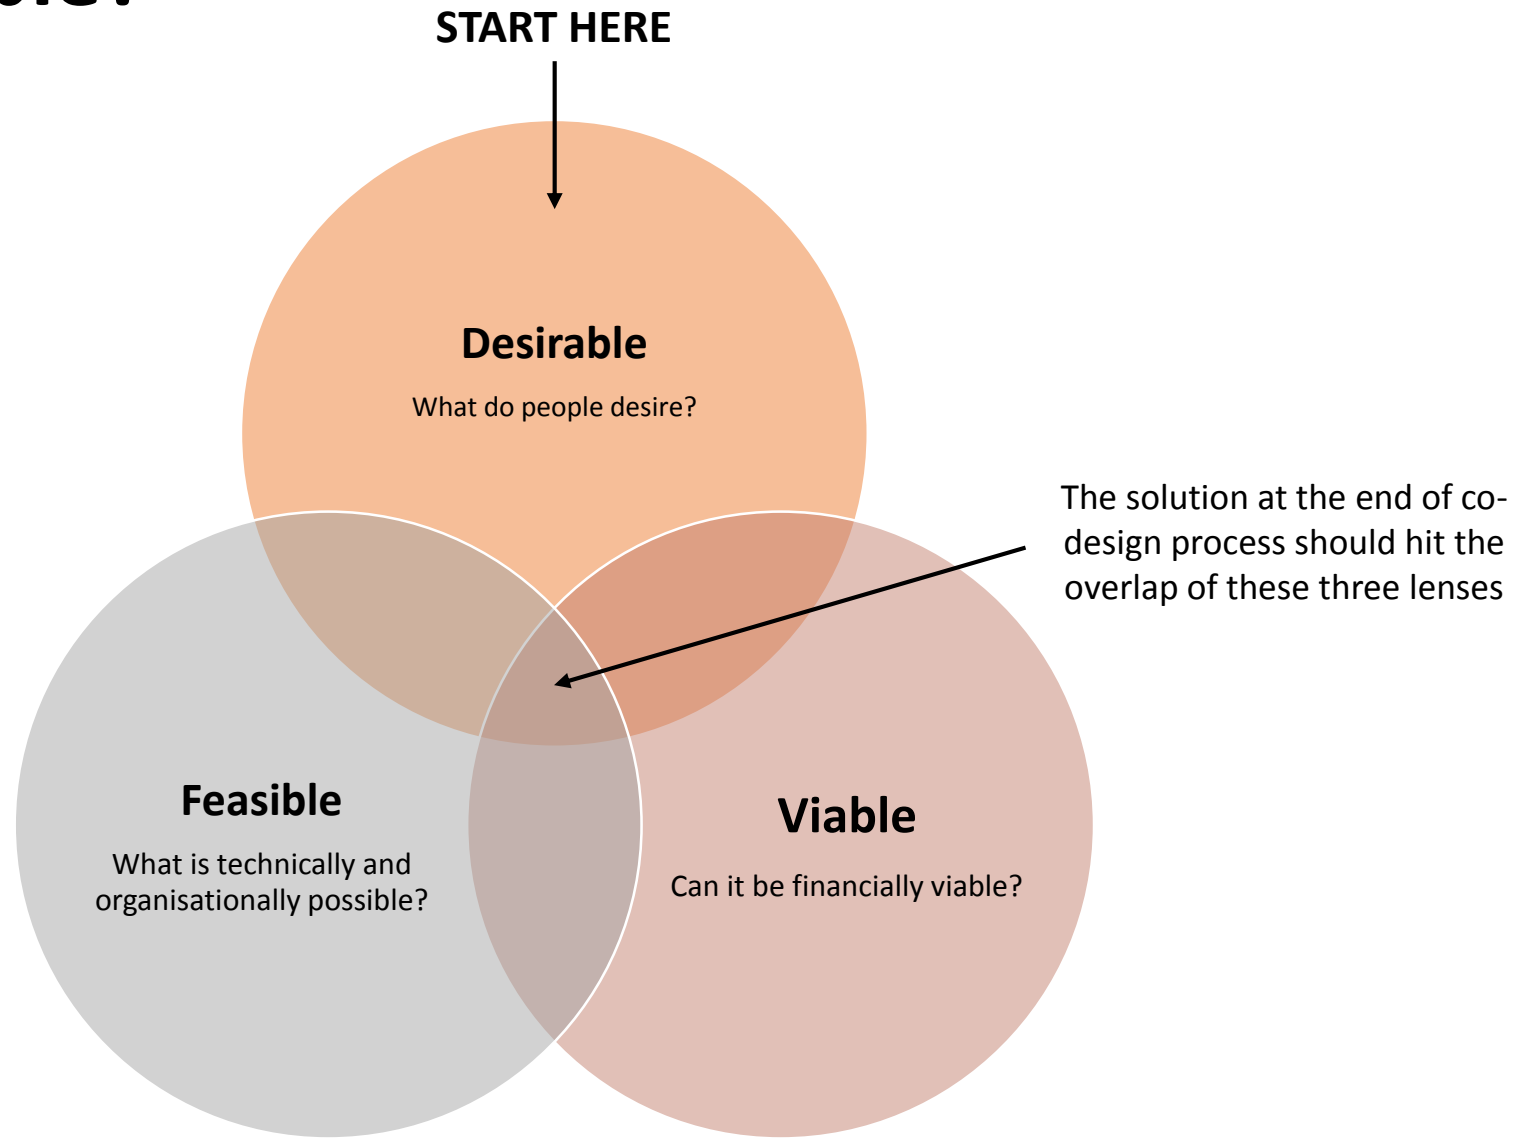 START HERE
Desirable
What do people desire?
The solution at the end of co-
design process should hit the
overlap of these three lenses
Feasible
What is technically and
organisationally possible?
Viable
Can it be financially viable?